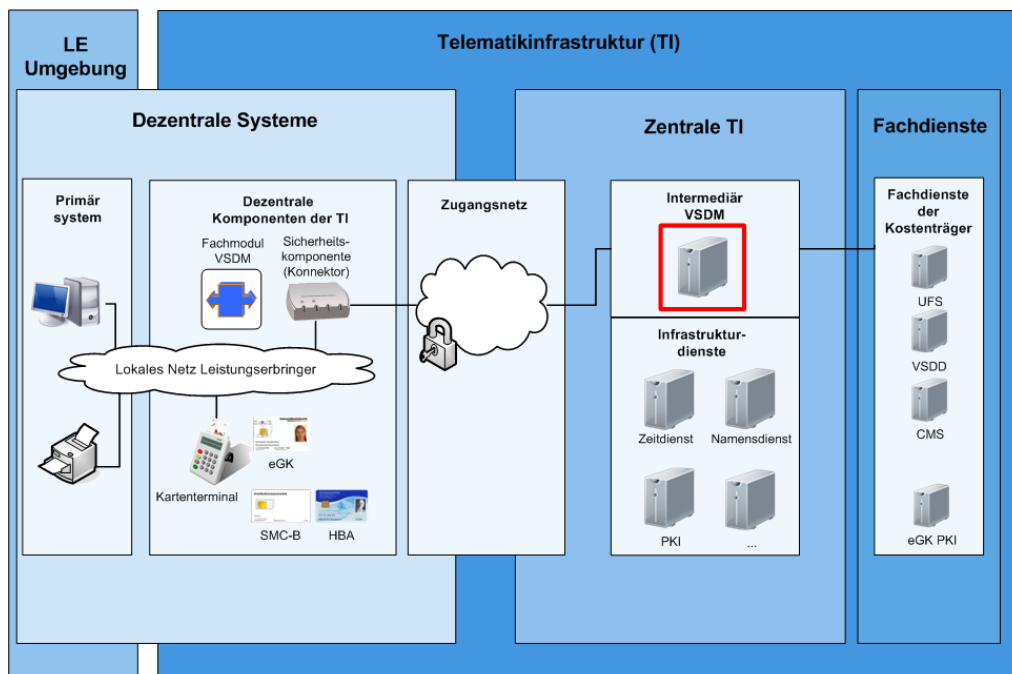 LE
Umgebung
Telematikinfrastruktur (TI)
Dezentrale Systeme
Zentrale TI
Fachdienste
Primär
system
Dezentrale
Komponenten der TI
Fachmodul
VSDM
Sicherheits-
komponente
(Konnektor)
Lokales Netz Leistungserbringer
Kartenterminal
eGK
SMC-B
HBA
Zugangsnetz
Intermediär
VSDM
Infrastruktur-
dienste
Zeitdienst
Namensdienst
PKI
...
Fachdienste
der
Kostenträger
UFS
VSDD
CMS
eGK PKI